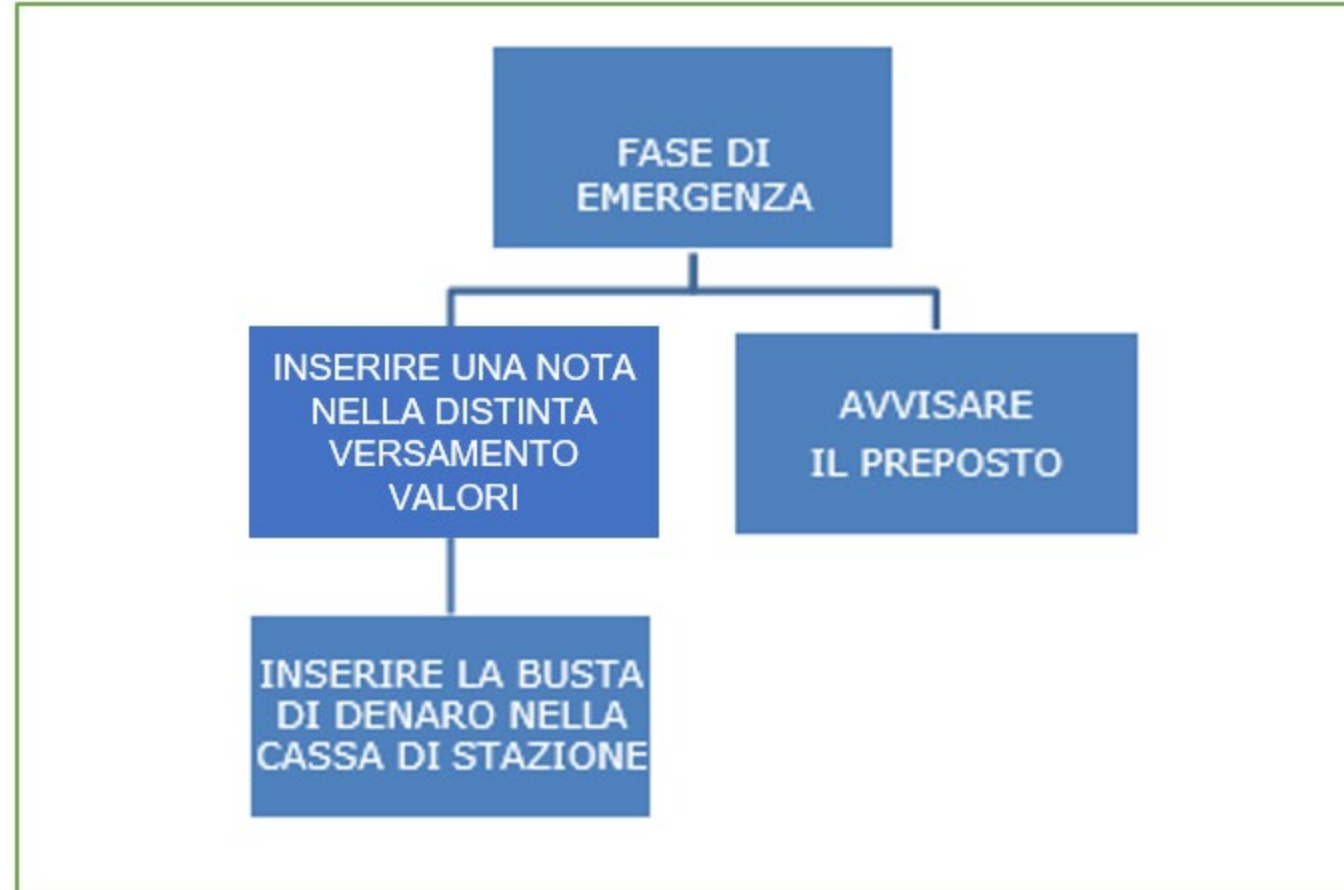 FASE DI
EMERGENZA
INSERIRE UNA NOTA
NELLA DISTINTA
VERSAMENTO
VALORI
AVVISARE
IL PREPOSTO
INSERIRE LA BUSTA
DI DENARO NELLA
CASSA DI STAZIONE